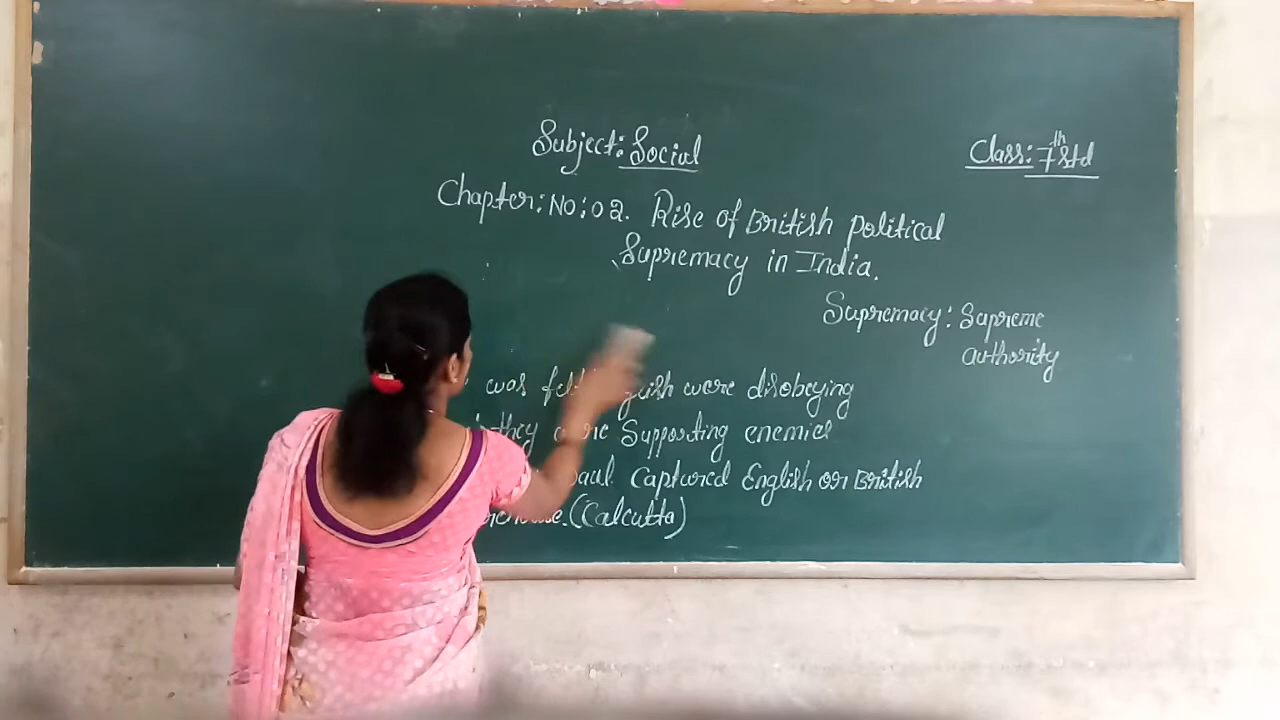 Subject: Social
Class: 7th Std
Chapter: No: 02. Rise of British political
Supremacy in India.
Supremacy: Supreme
authority
was were disobeying
they Supporting enemies
Captured English or British
(Calcutta)